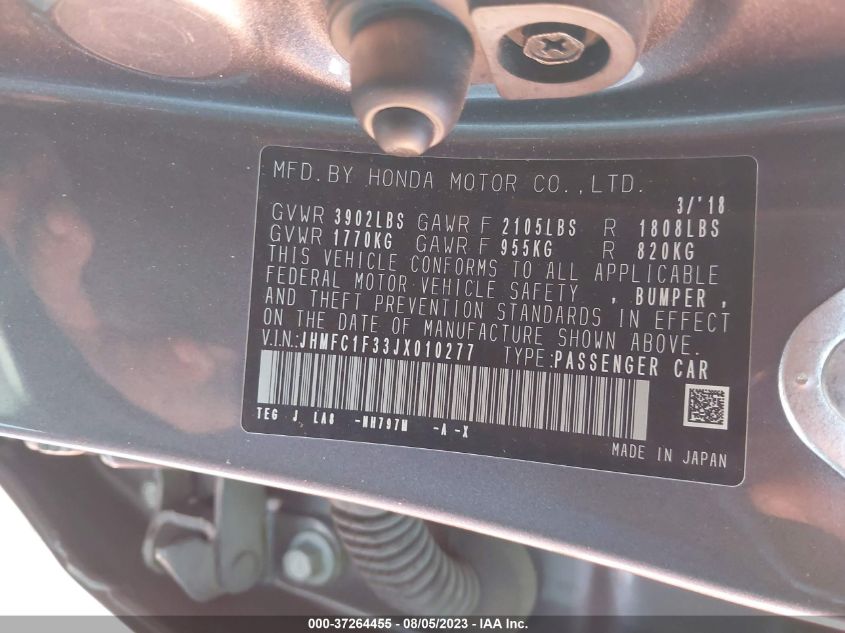 MFD. BY HONDA MOTOR CO., LTD.
3/'18
GVWR 3902LBS GAWR F 2105LBS R 1808LBS
GVWR 1770KG GAWR F 955KG R 820KG
THIS VEHICLE CONFORMS TO ALL APPLICABLE
FEDERAL MOTOR VEHICLE SAFETY , BUMPER ,
AND THEFT PREVENTION STANDARDS IN EFFECT
ON THE DATE OF MANUFACTURE SHOWN ABOVE.
V.I.N.: JHMFC1F33JX010277 TYPE: PASSENGER CAR
TEG J LA8 -NH797M -A -X
MADE IN JAPAN
000-37264455 - 08/05/2023 - IAA Inc.